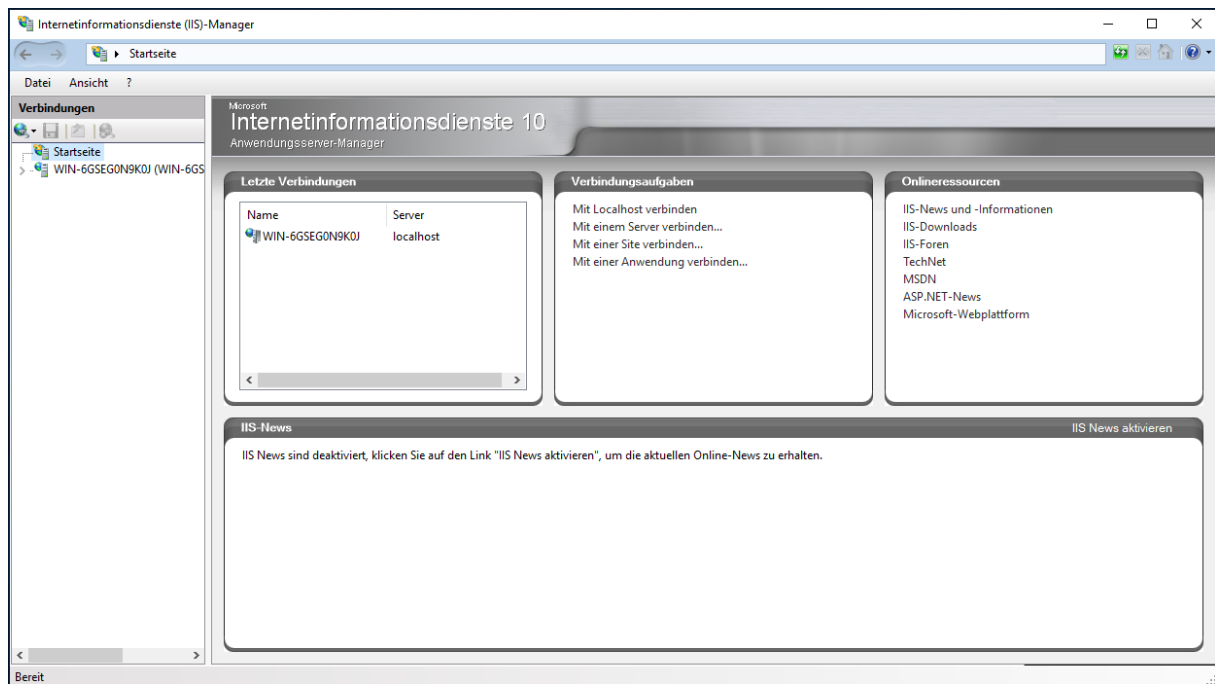 Internetinformationsdienste (IIS)-Manager
Startseite
Datei Ansicht ?
Verbindungen
Startseite
WIN-6GSEG0N9K0J (WIN-6GS
Microsoft
Internetinformationsdienste 10
Anwendungsserver-Manager
Letzte Verbindungen
Name Server
WIN-6GSEG0N9K0J localhost
Verbindungsaufgaben
Mit Localhost verbinden
Mit einem Server verbinden...
Mit einer Site verbinden...
Mit einer Anwendung verbinden...
Onlineressourcen
IIS-News und -Informationen
IIS-Downloads
IIS-Foren
TechNet
MSDN
ASP.NET-News
Microsoft-Webplattform
IIS-News IIS News aktivieren
IIS News sind deaktiviert, klicken Sie auf den Link "IIS News aktivieren", um die aktuellen Online-News zu erhalten.
Bereit